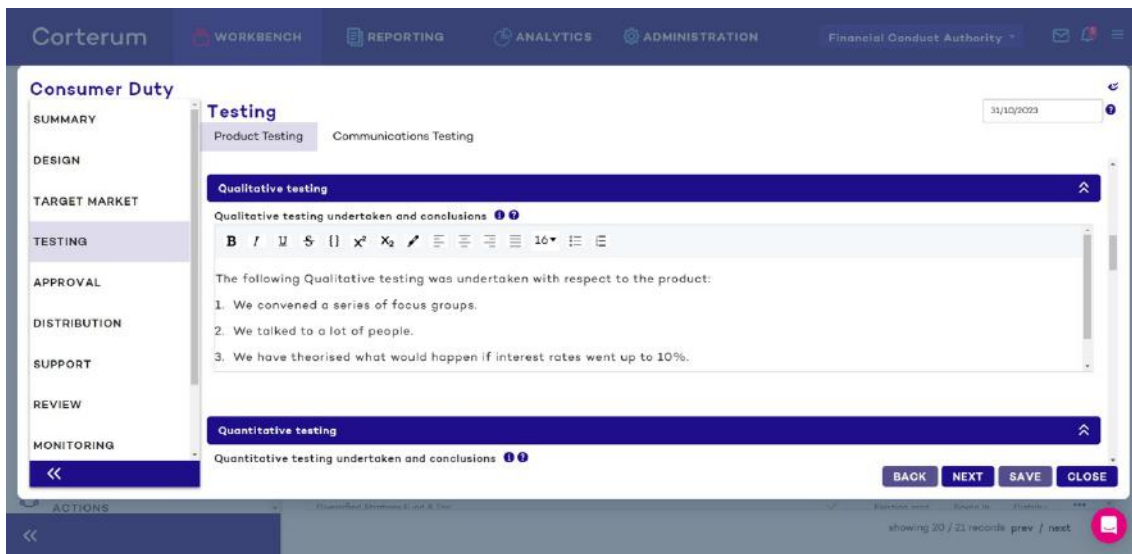 Corterum
WORKBENCH REPORTING ANALYTICS ADMINISTRATION Financial Conduct Authority
Consumer Duty
SUMMARY
DESIGN
TARGET MARKET
TESTING
APPROVAL
DISTRIBUTION
SUPPORT
REVIEW
MONITORING
Testing
31/10/2023
Product Testing Communications Testing
Qualitative testing
Qualitative testing undertaken and conclusions
B I U S {} x² X₂ 16
The following Qualitative testing was undertaken with respect to the product:
1. We convened a series of focus groups.
2. We talked to a lot of people.
3. We have theorised what would happen if interest rates went up to 10%.
Quantitative testing
Quantitative testing undertaken and conclusions
BACK NEXT SAVE CLOSE
ACTIONS
showing 20 / 21 records prev / next